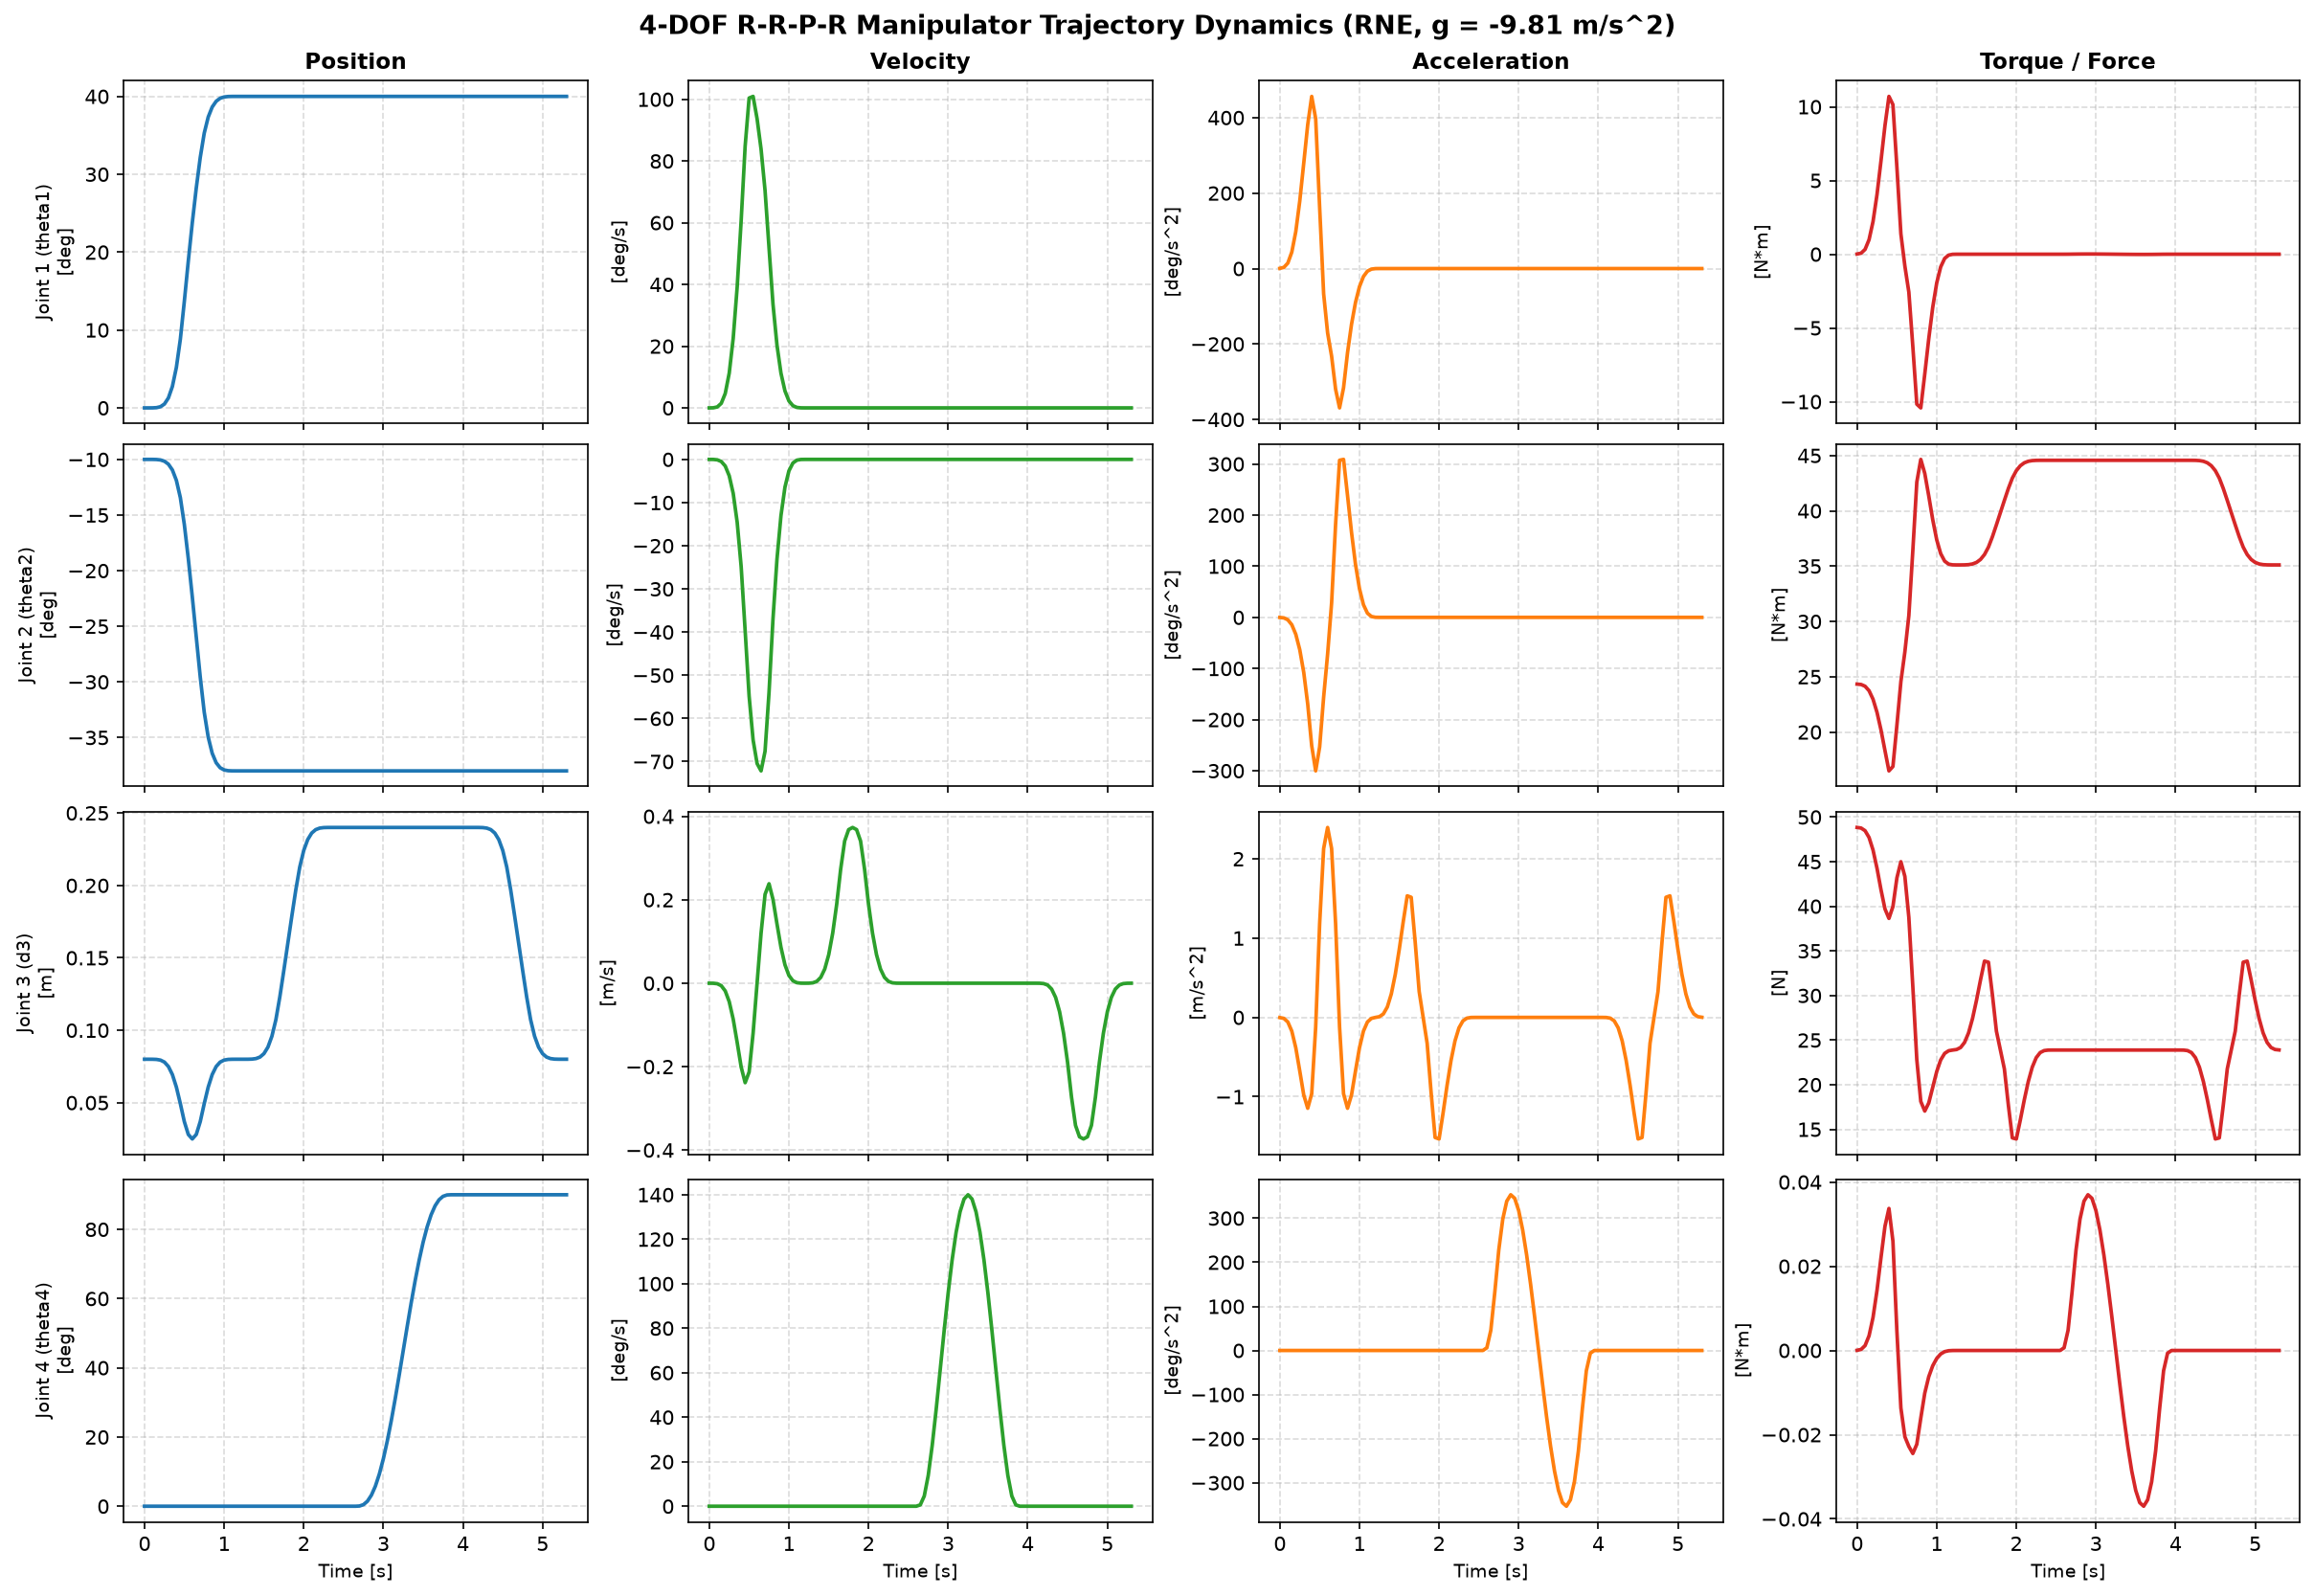 4-DOF R-R-P-R Manipulator Trajectory Dynamics (RNE, g = -9.81 m/s^2)
Position
Velocity
Acceleration
Torque / Force
Joint 1 (theta1)
[deg]
40
30
20
10
0
[deg/s]
100
80
60
40
20
0
[deg/s^2]
400
200
0
−200
−400
[N*m]
10
5
0
−5
−10
Joint 2 (theta2)
[deg]
−10
−15
−20
−25
−30
−35
[deg/s]
0
−10
−20
−30
−40
−50
−60
−70
[deg/s^2]
300
200
100
0
−100
−200
−300
[N*m]
45
40
35
30
25
20
Joint 3 (d3)
[m]
0.25
0.20
0.15
0.10
0.05
[m/s]
0.4
0.2
0.0
−0.2
−0.4
[m/s^2]
2
1
0
−1
[N]
50
45
40
35
30
25
20
15
Joint 4 (theta4)
[deg]
80
60
40
20
0
0 1 2 3 4 5
Time [s]
[deg/s]
140
120
100
80
60
40
20
0
0 1 2 3 4 5
Time [s]
[deg/s^2]
300
200
100
0
−100
−200
−300
0 1 2 3 4 5
Time [s]
[N*m]
0.04
0.02
0.00
−0.02
−0.04
0 1 2 3 4 5
Time [s]